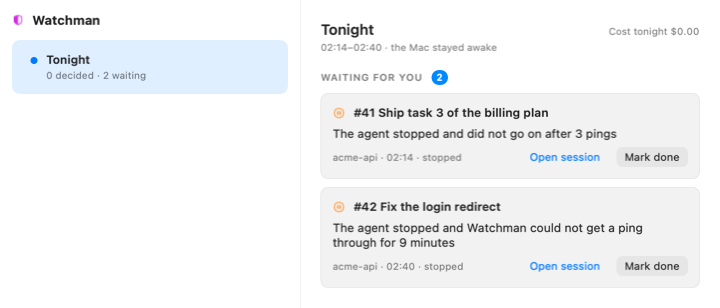 Watchman
Tonight
0 decided · 2 waiting
Tonight
Cost tonight $0.00
02:14–02:40 · the Mac stayed awake
WAITING FOR YOU 2
#41 Ship task 3 of the billing plan
The agent stopped and did not go on after 3 pings
acme-api · 02:14 · stopped
Open session
Mark done
#42 Fix the login redirect
The agent stopped and Watchman could not get a ping
through for 9 minutes
acme-api · 02:40 · stopped
Open session
Mark done